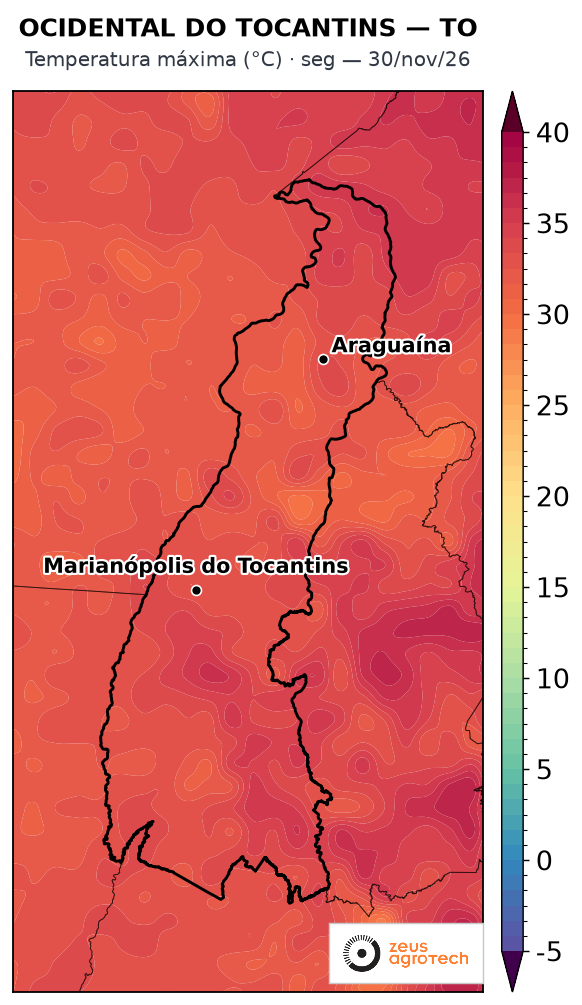 OCIDENTAL DO TOCANTINS — TO
Temperatura máxima (°C) · seg — 30/nov/26
Araguaína
Marianópolis do Tocantins
40
35
30
25
20
15
10
5
0
-5
zeus
agrotech